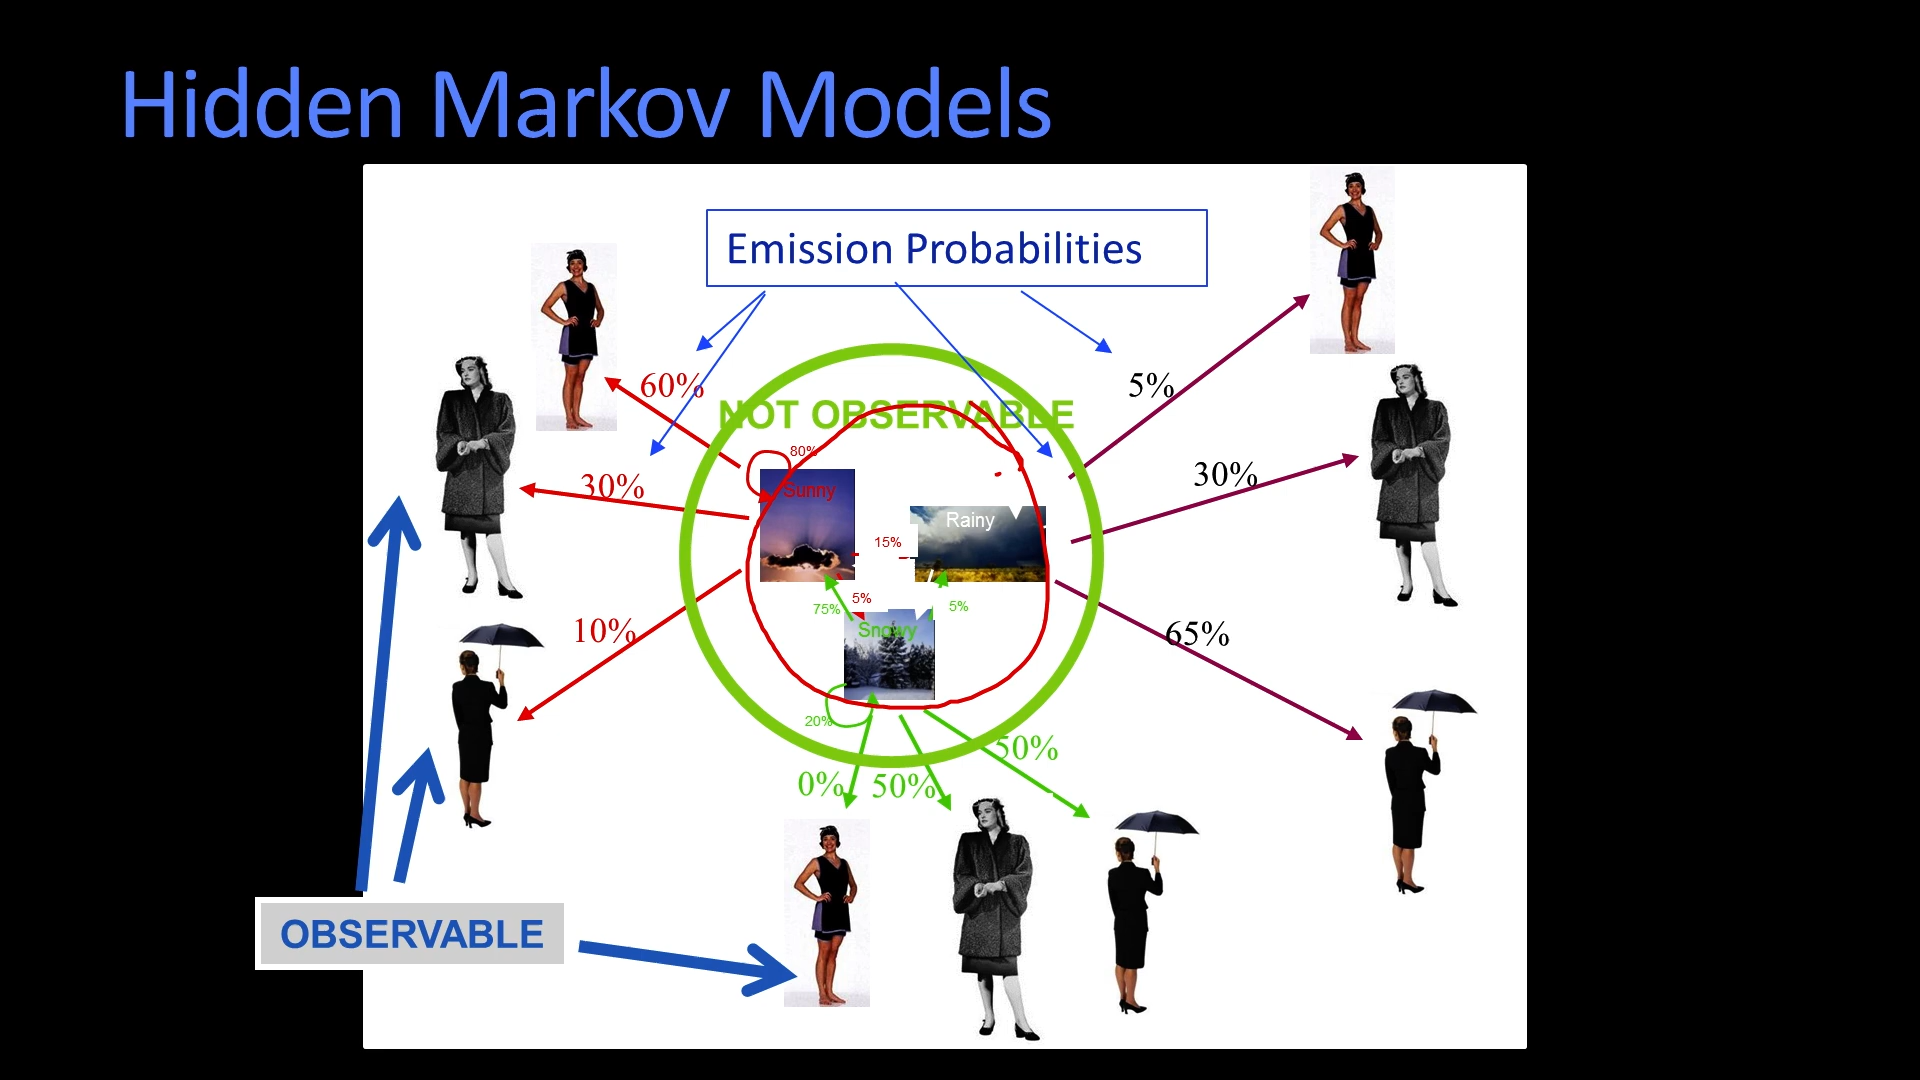 Hidden Markov Models
Emission Probabilities
60%
5%
NOT OBSERVABLE
80%
30%
Sunny
30%
Rainy
15%
5%
75%
5%
10%
Snowy
65%
20%
50%
0%
50%
OBSERVABLE